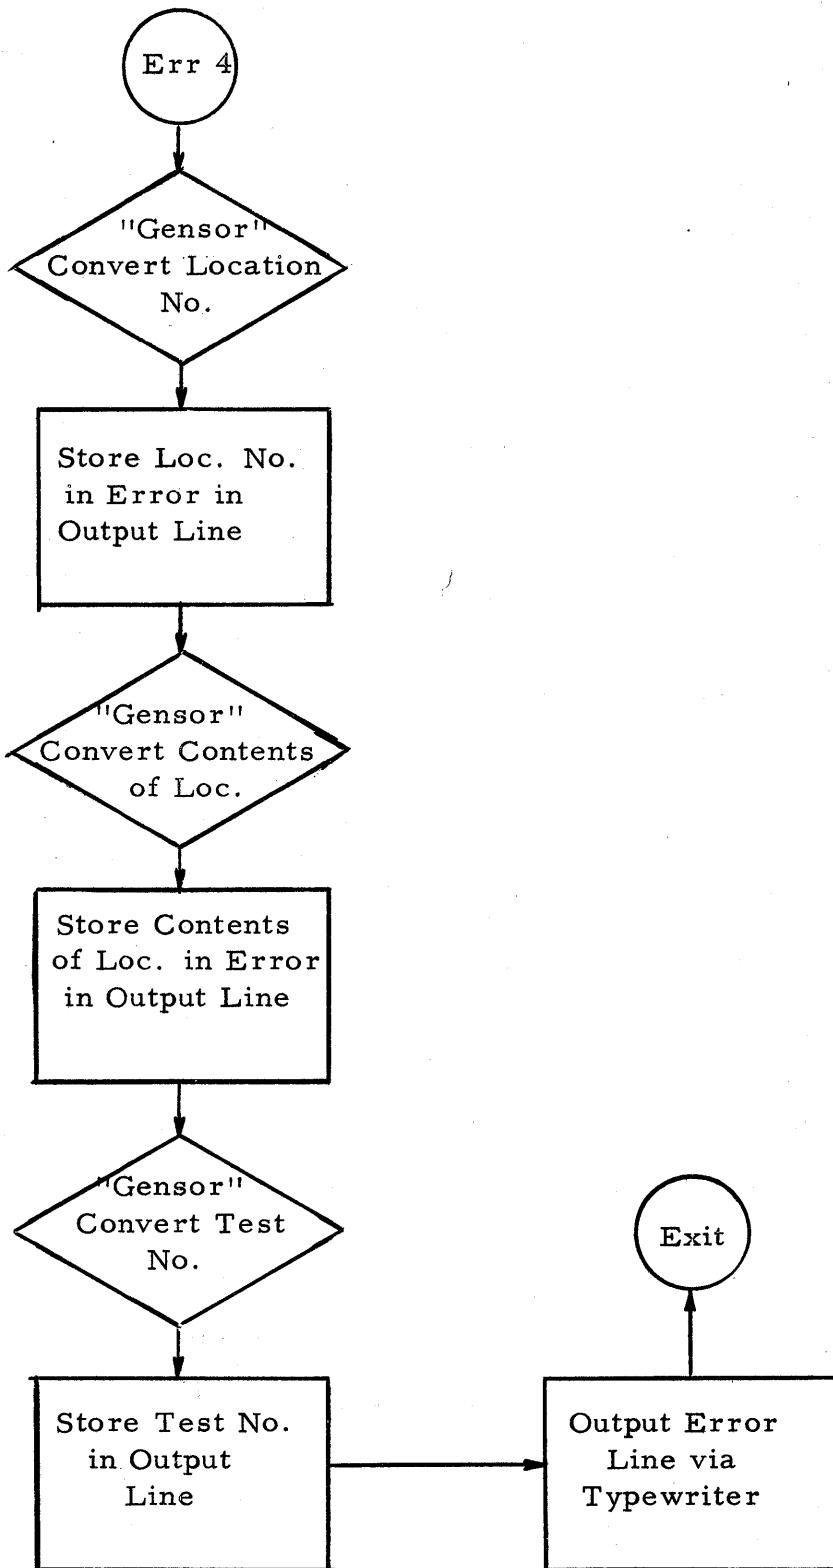 Err 4
"Gensor"
Convert Location
No.
Store Loc. No.
in Error in
Output Line
"Gensor"
Convert Contents
of Loc.
Store Contents
of Loc. in Error
in Output Line
"Gensor"
Convert Test
No.
Store Test No.
in Output
Line
Output Error
Line via
Typewriter
Exit